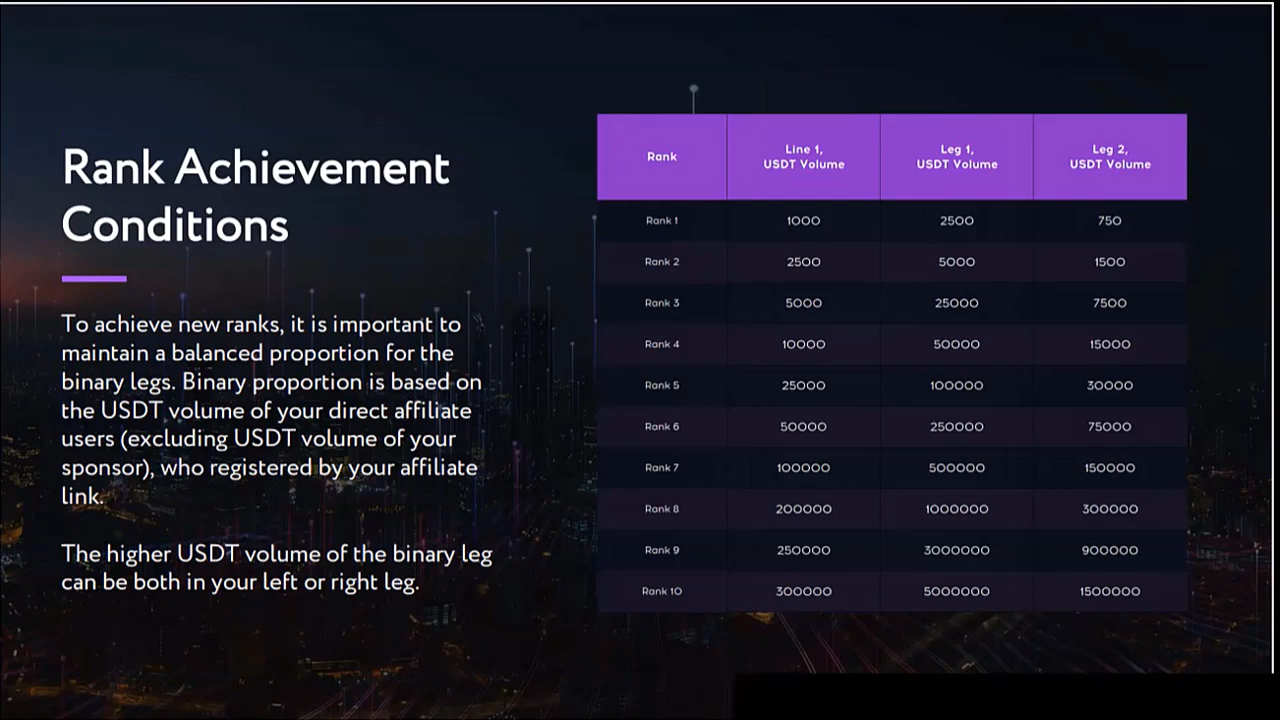 Rank Achievement
Conditions
To achieve new ranks, it is important to
maintain a balanced proportion for the
binary legs. Binary proportion is based on
the USDT volume of your direct affiliate
users (excluding USDT volume of your
sponsor), who registered by your affiliate
link.
The higher USDT volume of the binary leg
can be both in your left or right leg.
Rank Line 1, USDT Volume Leg 1, USDT Volume Leg 2, USDT Volume
Rank 1 1000 2500 750
Rank 2 2500 5000 1500
Rank 3 5000 25000 7500
Rank 4 10000 50000 15000
Rank 5 25000 100000 30000
Rank 6 50000 250000 75000
Rank 7 100000 500000 150000
Rank 8 200000 1000000 300000
Rank 9 250000 3000000 900000
Rank 10 300000 5000000 1500000